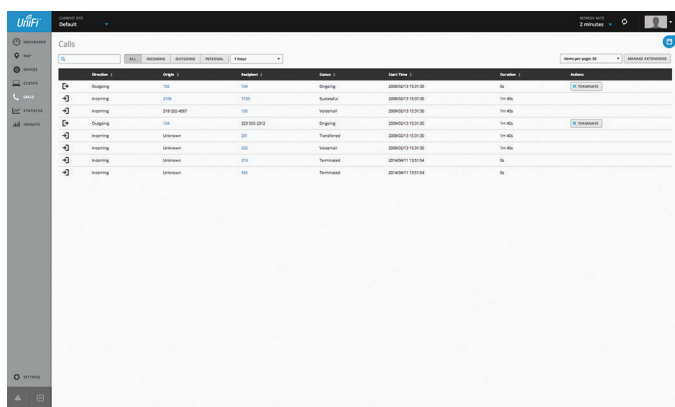 UniFi
CURRENT SITE
Default
REFRESH RATE
2 minutes
DASHBOARD
MAP
DEVICES
CLIENTS
CALLS
STATISTICS
INSIGHTS
SETTINGS
Calls
ALL INCOMING OUTGOING INTERNAL 1 hour Items per page: 50 MANAGE EXTENSIONS
Direction Origin Recipient Status Start Time Duration Actions
Outgoing 103 104 Ongoing 2009/02/13 15:31:30 0s TERMINATE
Incoming 2105 1105 Successful 2009/02/13 15:31:30 1m 40s
Incoming 218-555-4567 105 Voicemail 2009/02/13 15:31:30 1m 40s
Outgoing 104 323-555-2312 Ongoing 2009/02/13 15:31:30 1m 40s TERMINATE
Incoming Unknown 201 Transferred 2009/02/13 15:31:30 1m 40s
Incoming Unknown 202 Voicemail 2009/02/13 15:31:30 1m 40s
Incoming Unknown 213 Terminated 2014/04/11 13:51:54 0s
Incoming Unknown Terminated 2014/04/11 13:51:54 0s